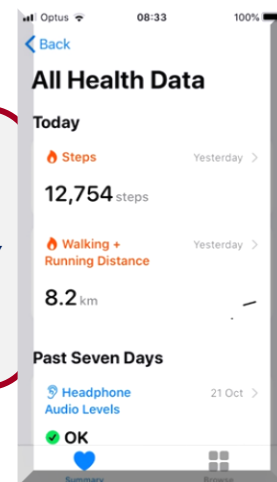 Optus 08:33 100%
Back
All Health Data
Today
Steps Yesterday
12,754 steps
Walking + Yesterday
Running Distance
8.2 km
Past Seven Days
Headphone 21 Oct
Audio Levels
OK
Summary Browse